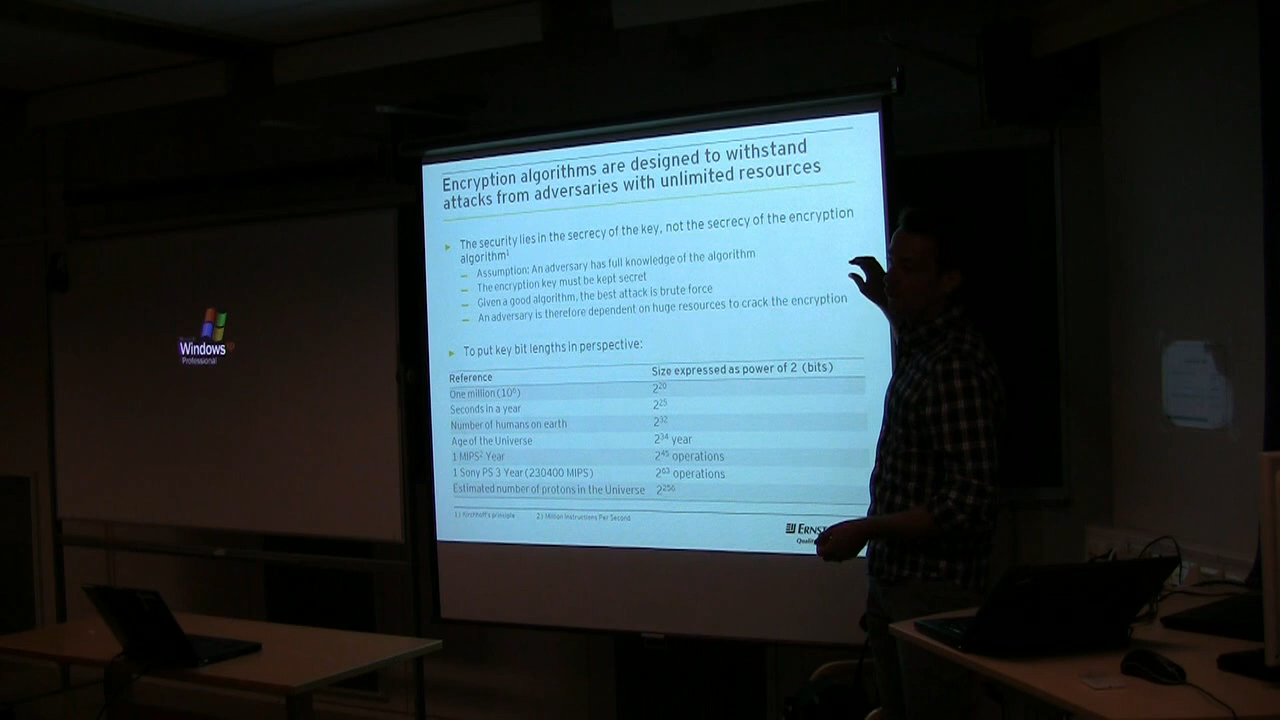 Encryption algorithms are designed to withstand
attacks from adversaries with unlimited resources
The security lies in the secrecy of the key, not the secrecy of the encryption
algorithm¹
Assumption: An adversary has full knowledge of the algorithm
The encryption key must be kept secret
Given a good algorithm, the best attack is brute force
An adversary is therefore dependent on huge resources to crack the encryption
To put key bit lengths in perspective:
Reference Size expressed as power of 2 (bits)
One million (10⁶) 2²⁰
Seconds in a year 2²⁵
Number of humans on earth 2³²
Age of the Universe 2³⁴ year
1 MIPS² Year 2⁴⁵ operations
1 Sony PS 3 Year (230400 MIPS) 2⁶³ operations
Estimated number of protons in the Universe 2²⁵⁶
1) Kirchhoff's principle 2) Million Instructions Per Second
ERNST
Windows
Professional